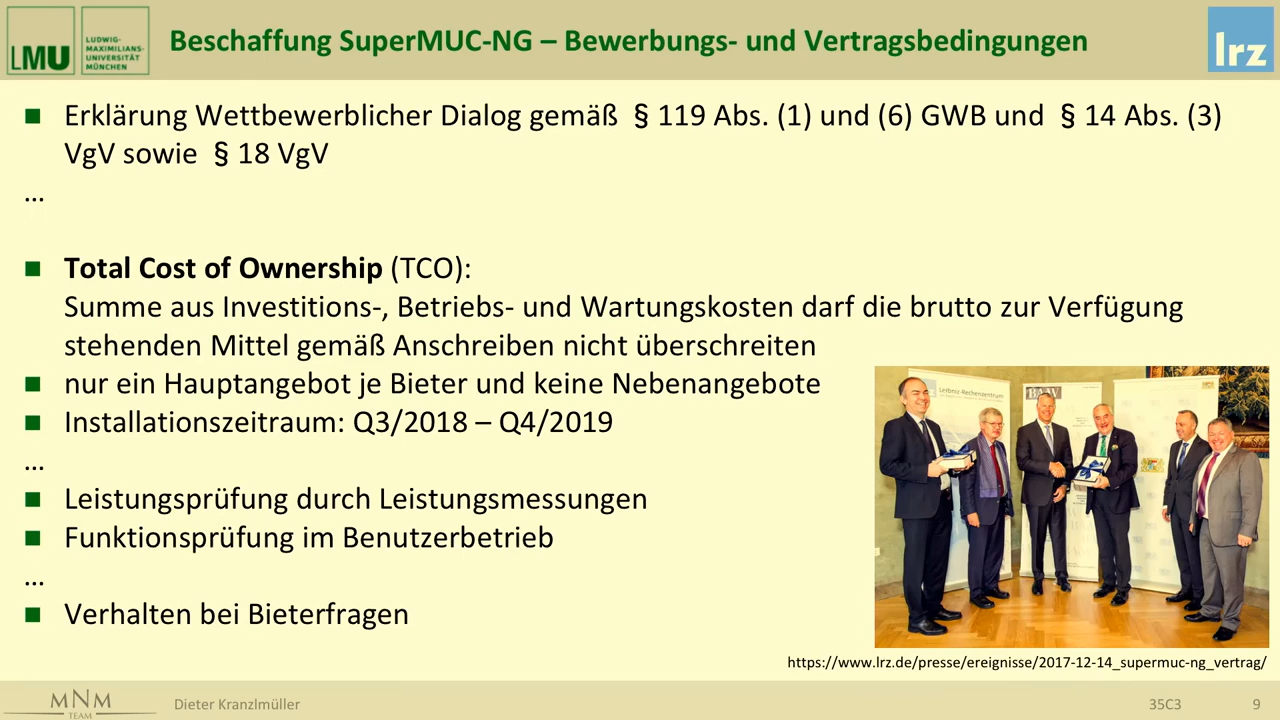 LMU
LUDWIG-
MAXIMILIANS-
UNIVERSITÄT
MÜNCHEN
Beschaffung SuperMUC-NG – Bewerbungs- und Vertragsbedingungen
lrz
■ Erklärung Wettbewerblicher Dialog gemäß § 119 Abs. (1) und (6) GWB und § 14 Abs. (3)
VgV sowie § 18 VgV
...
■ Total Cost of Ownership (TCO):
Summe aus Investitions-, Betriebs- und Wartungskosten darf die brutto zur Verfügung
stehenden Mittel gemäß Anschreiben nicht überschreiten
■ nur ein Hauptangebot je Bieter und keine Nebenangebote
■ Installationszeitraum: Q3/2018 – Q4/2019
...
■ Leistungsprüfung durch Leistungsmessungen
■ Funktionsprüfung im Benutzerbetrieb
...
■ Verhalten bei Bieterfragen
Leibniz-Rechenzentrum
BAdW
https://www.lrz.de/presse/ereignisse/2017-12-14_supermuc-ng_vertrag/
MNM
TEAM
Dieter Kranzlmüller
35C3
9